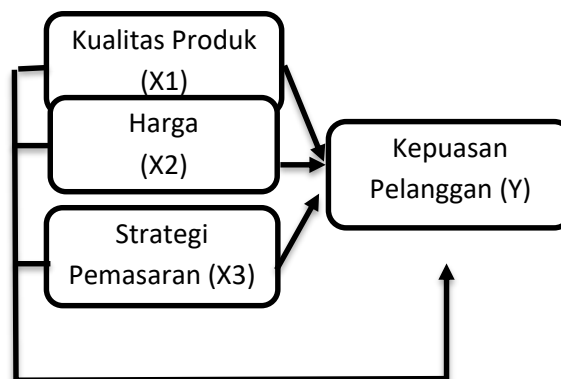 Kualitas Produk
(X1)
Harga
(X2)
Strategi
Pemasaran (X3)
Kepuasan
Pelanggan (Y)